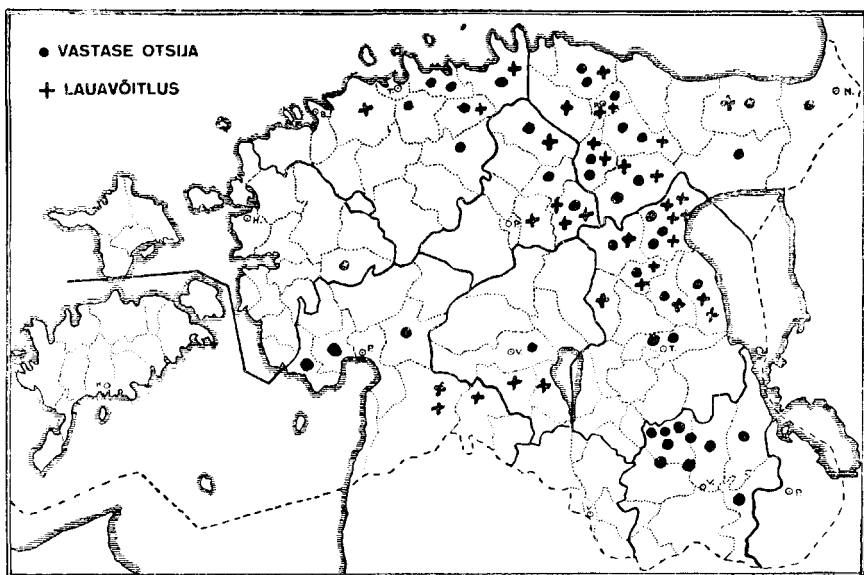 VASTASE OTSIJA
LAUAVÕITLUS
N.
H.
P.
P.
V.
T.
V.